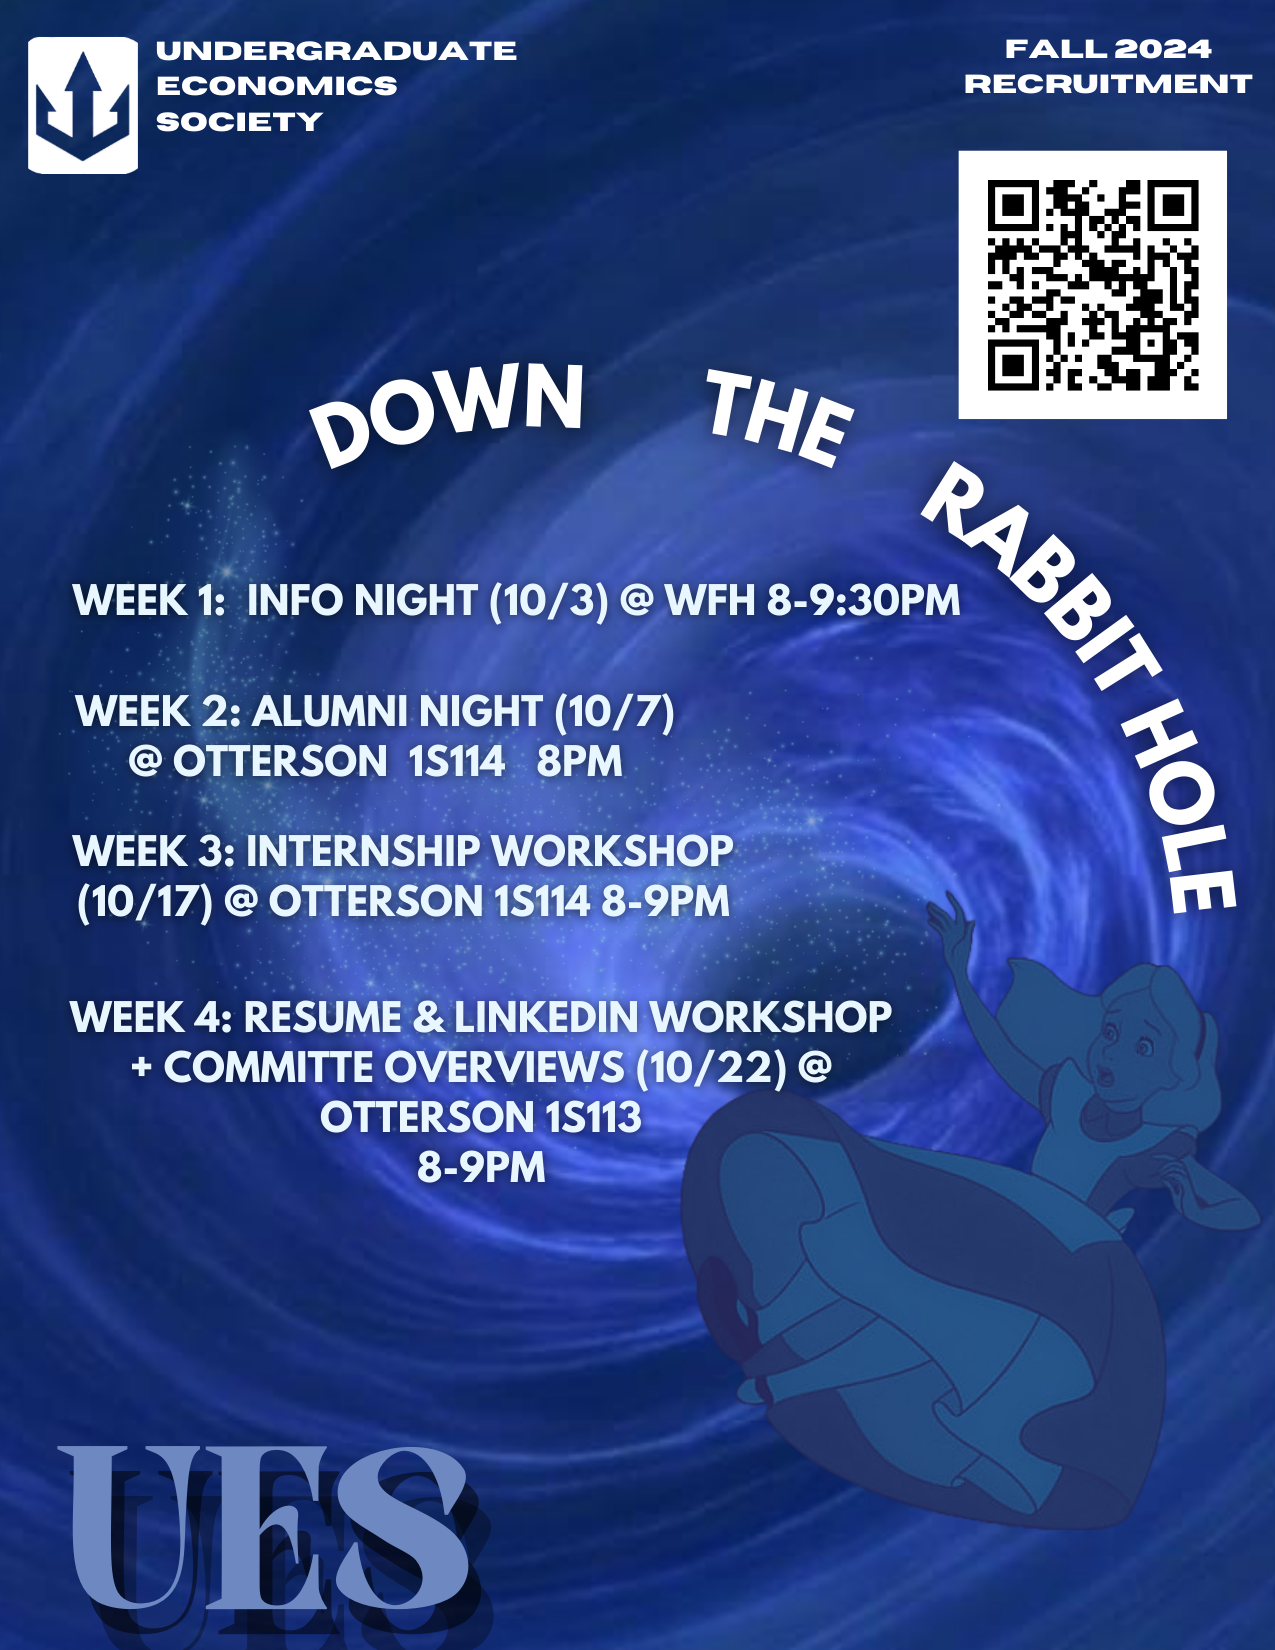 UNDERGRADUATE
ECONOMICS
SOCIETY
FALL 2024
RECRUITMENT
DOWN THE RABBIT HOLE
WEEK 1: INFO NIGHT (10/3) @ WFH 8-9:30PM
WEEK 2: ALUMNI NIGHT (10/7)
@ OTTERSON 1S114 8PM
WEEK 3: INTERNSHIP WORKSHOP
(10/17) @ OTTERSON 1S114 8-9PM
WEEK 4: RESUME & LINKEDIN WORKSHOP
+ COMMITTE OVERVIEWS (10/22) @
OTTERSON 1S113
8-9PM
UES